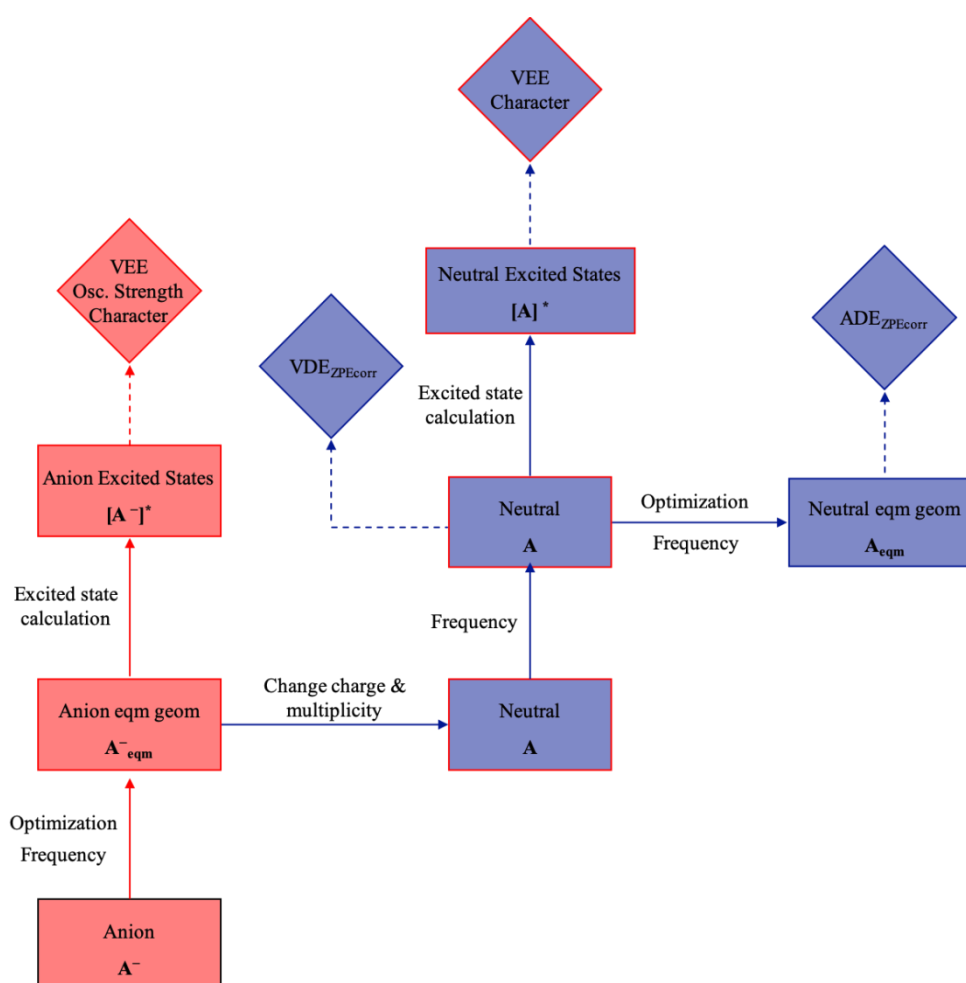 VEE
Character
VEE
Osc. Strength
Character
Neutral Excited States
[A] *
ADE_ZPEcorr
VDE_ZPEcorr
Excited state
calculation
Anion Excited States
[A ⁻]*
Neutral
A
Optimization
Frequency
Neutral eqm geom
A_eqm
Excited state
calculation
Frequency
Anion eqm geom
A⁻_eqm
Change charge &
multiplicity
Neutral
A
Optimization
Frequency
Anion
A⁻